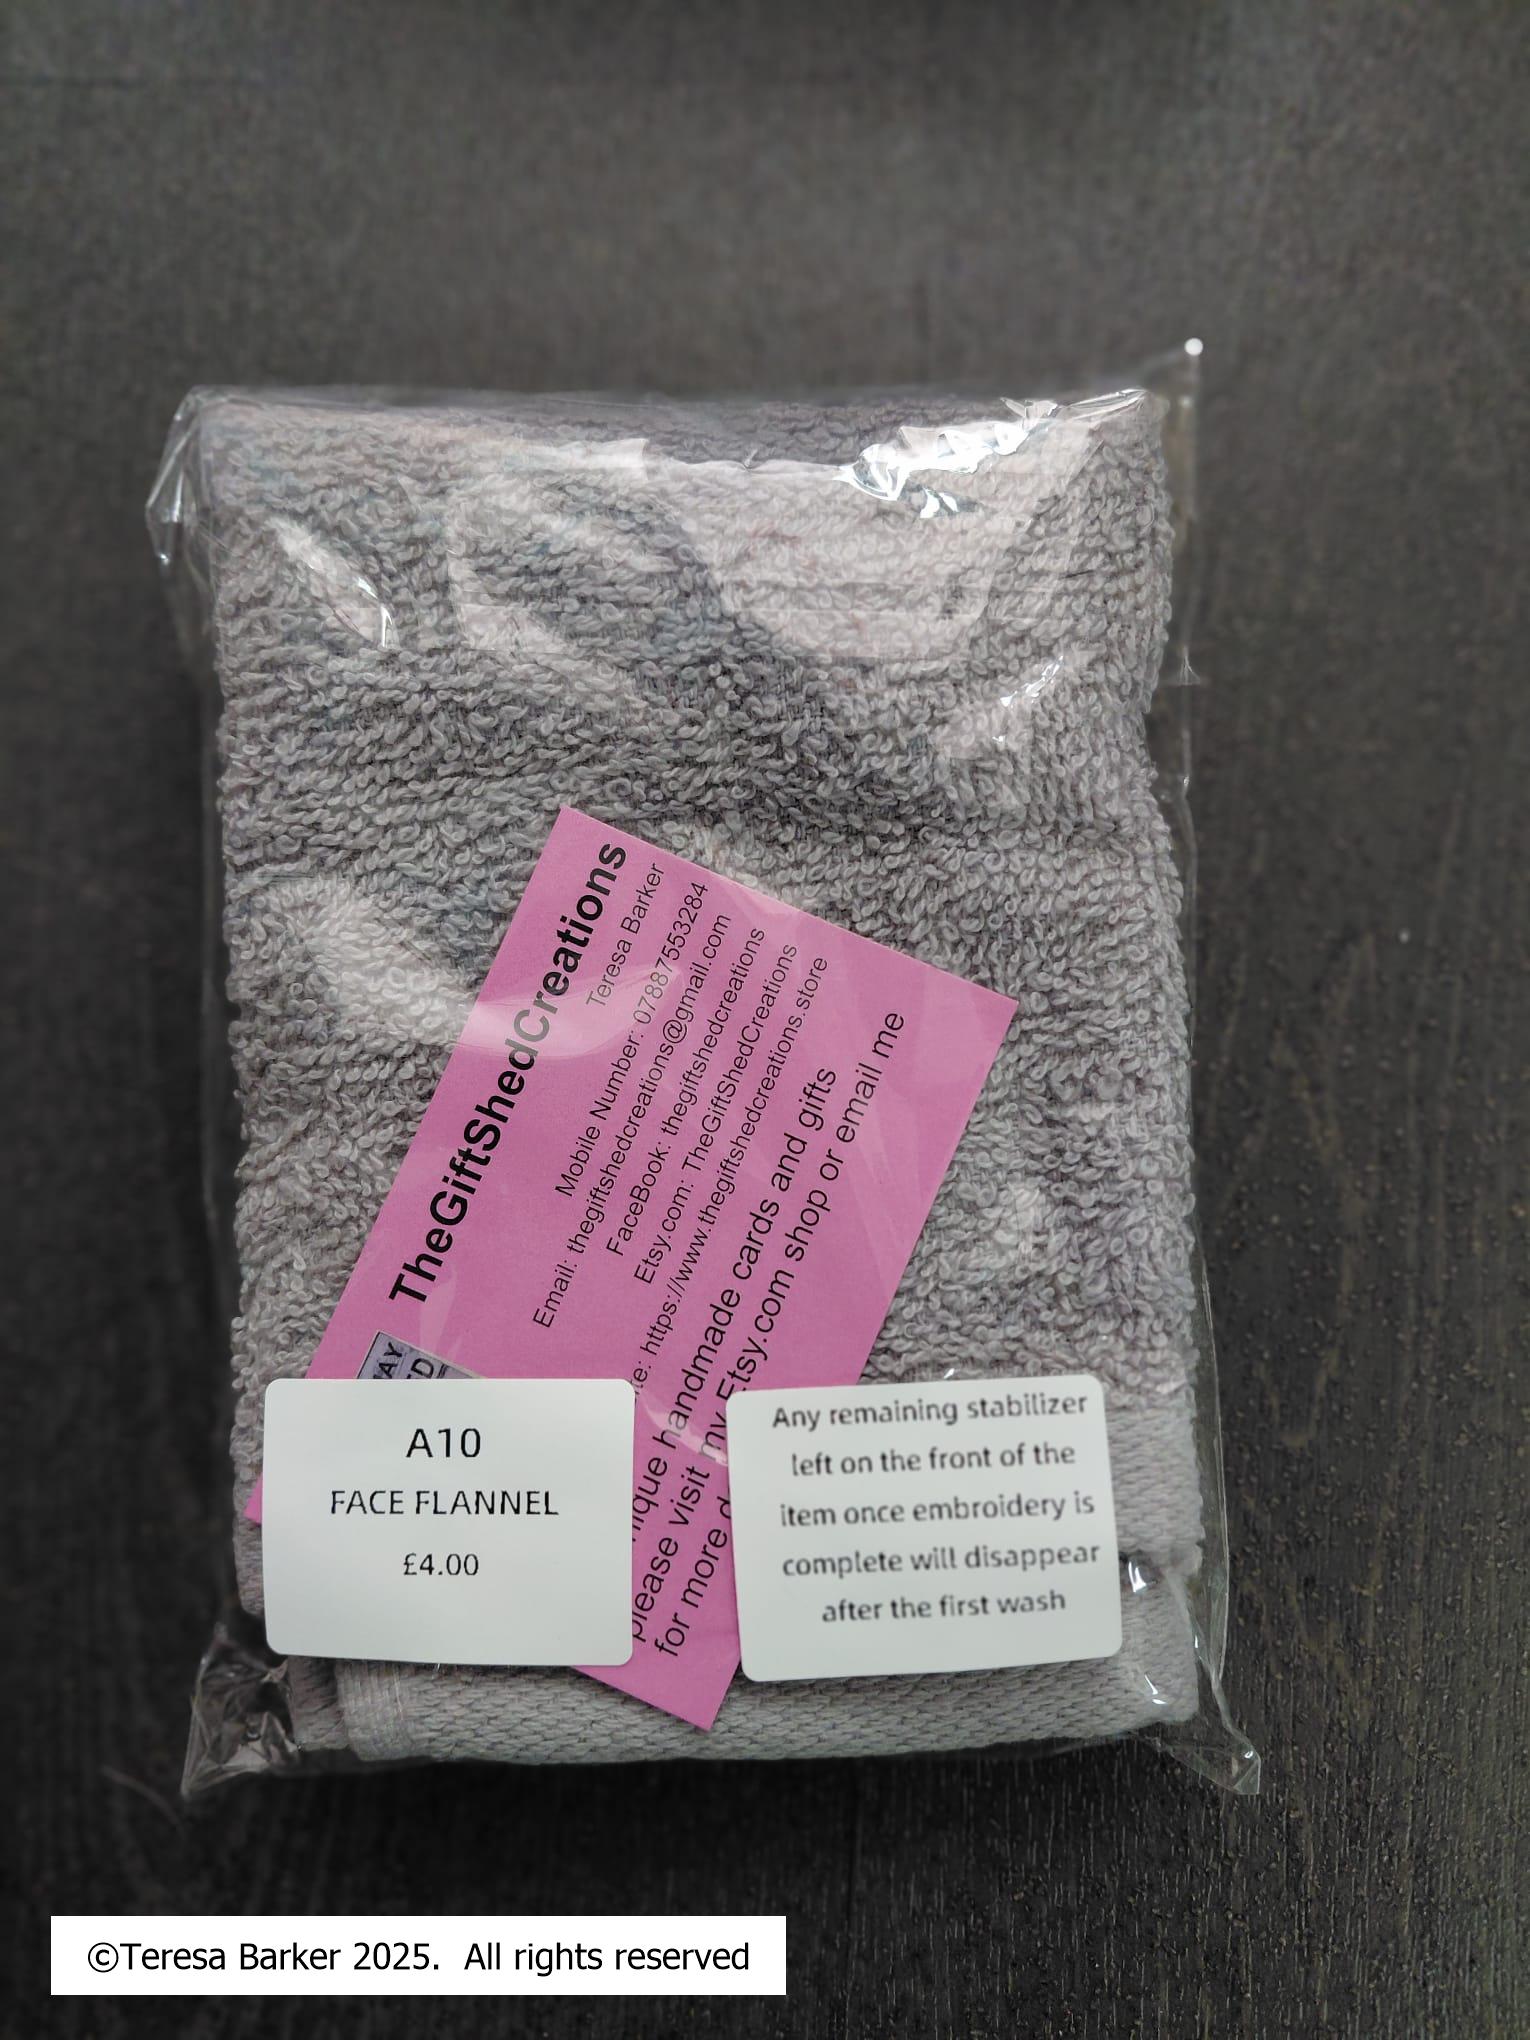 TheGiftShedCreations
Teresa Barker
Mobile Number: 07887553284
Email: thegiftshedcreations@gmail.com
FaceBook: thegiftshedcreations
Etsy.com: TheGiftShedCreations
https://www.thegiftshedcreations.store
handmade cards and gifts
please visit my Etsy.com shop or email me
for more
A10
FACE FLANNEL
£4.00
Any remaining stabilizer
left on the front of the
item once embroidery is
complete will disappear
after the first wash
©Teresa Barker 2025. All rights reserved